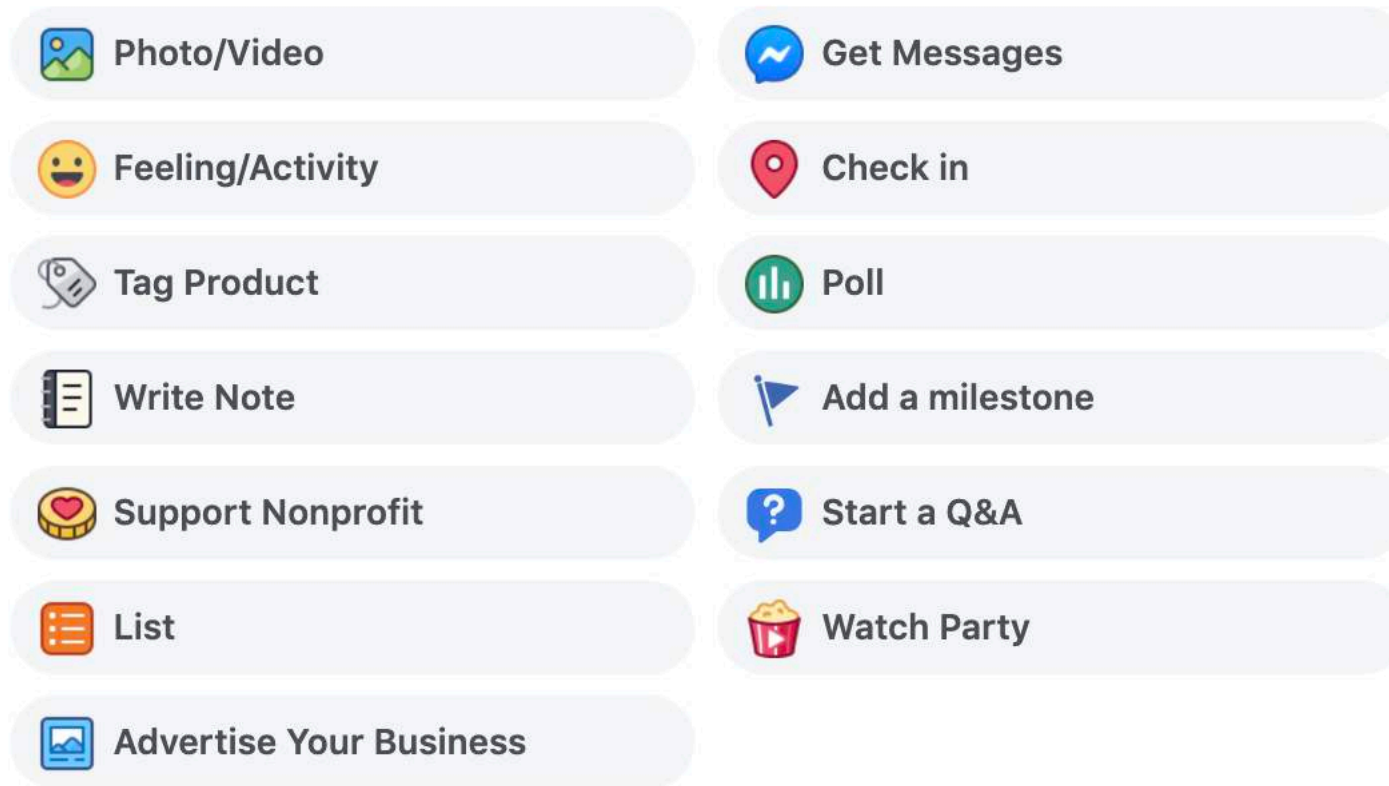 Photo/Video
Get Messages
Feeling/Activity
Check in
Tag Product
Poll
Write Note
Add a milestone
Support Nonprofit
Start a Q&A
List
Watch Party
Advertise Your Business